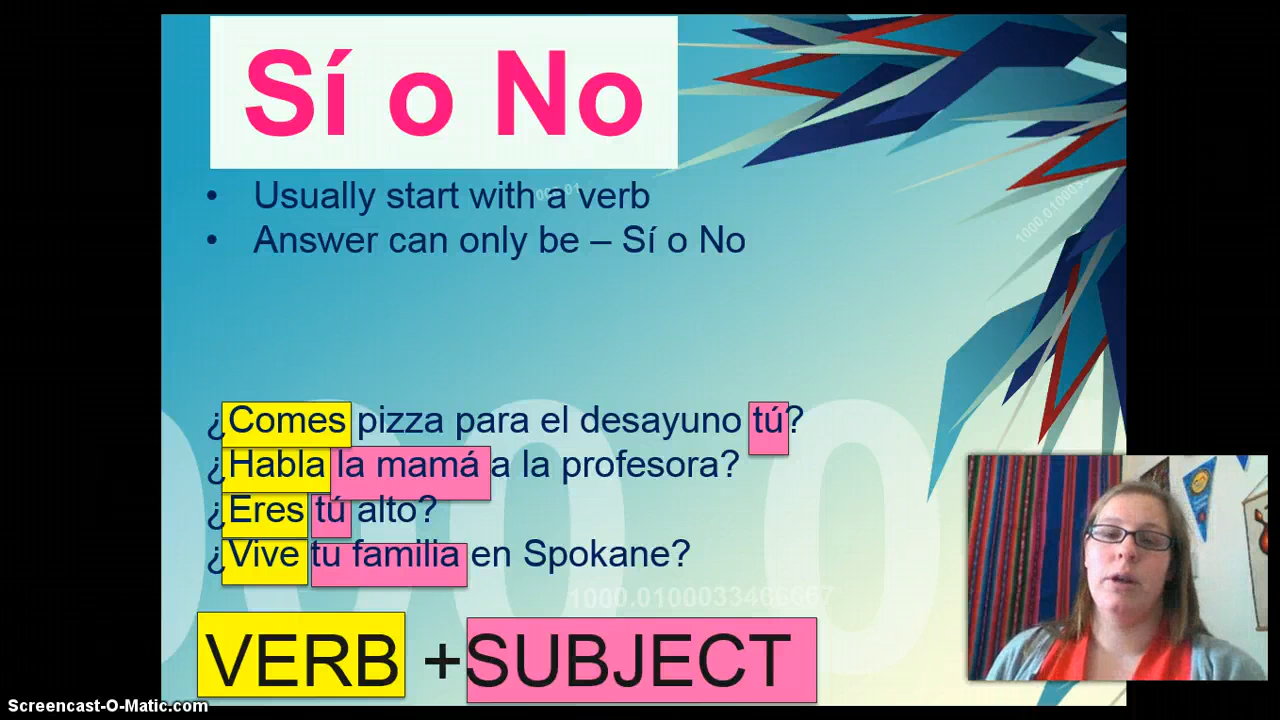 Sí o No
• Usually start with a verb
• Answer can only be – Sí o No
¿Comes pizza para el desayuno tú?
¿Habla la mamá a la profesora?
¿Eres tú alto?
¿Vive tu familia en Spokane?
VERB +SUBJECT
Screencast-O-Matic.com